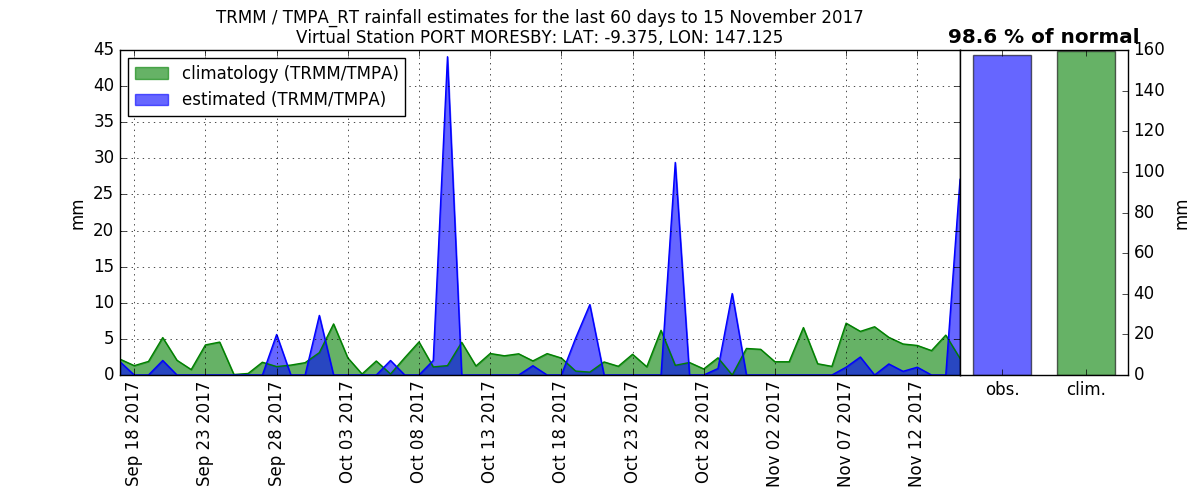 TRMM / TMPA_RT rainfall estimates for the last 60 days to 15 November 2017
Virtual Station PORT MORESBY: LAT: -9.375, LON: 147.125
98.6 % of normal
climatology (TRMM/TMPA)
estimated (TRMM/TMPA)
mm
45
40
35
30
25
20
15
10
5
0
Sep 18 2017
Sep 23 2017
Sep 28 2017
Oct 03 2017
Oct 08 2017
Oct 13 2017
Oct 18 2017
Oct 23 2017
Oct 28 2017
Nov 02 2017
Nov 07 2017
Nov 12 2017
obs.
clim.
160
140
120
100
80
60
40
20
0
mm